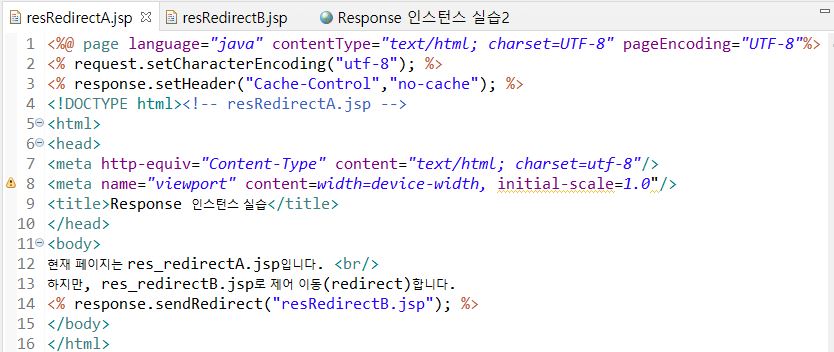 resRedirectA.jsp resRedirectB.jsp Response 인스턴스 실습2
1 <%@ page language="java" contentType="text/html; charset=UTF-8" pageEncoding="UTF-8"%>
2 <% request.setCharacterEncoding("utf-8"); %>
3 <% response.setHeader("Cache-Control","no-cache"); %>
4 <!DOCTYPE html><!-- resRedirectA.jsp -->
5 <html>
6 <head>
7 <meta http-equiv="Content-Type" content="text/html; charset=utf-8"/>
8 <meta name="viewport" content=width=device-width, initial-scale=1.0"/>
9 <title>Response 인스턴스 실습</title>
10 </head>
11 <body>
12 현재 페이지는 res_redirectA.jsp입니다. <br/>
13 하지만, res_redirectB.jsp로 제어 이동(redirect)합니다.
14 <% response.sendRedirect("resRedirectB.jsp"); %>
15 </body>
16 </html>